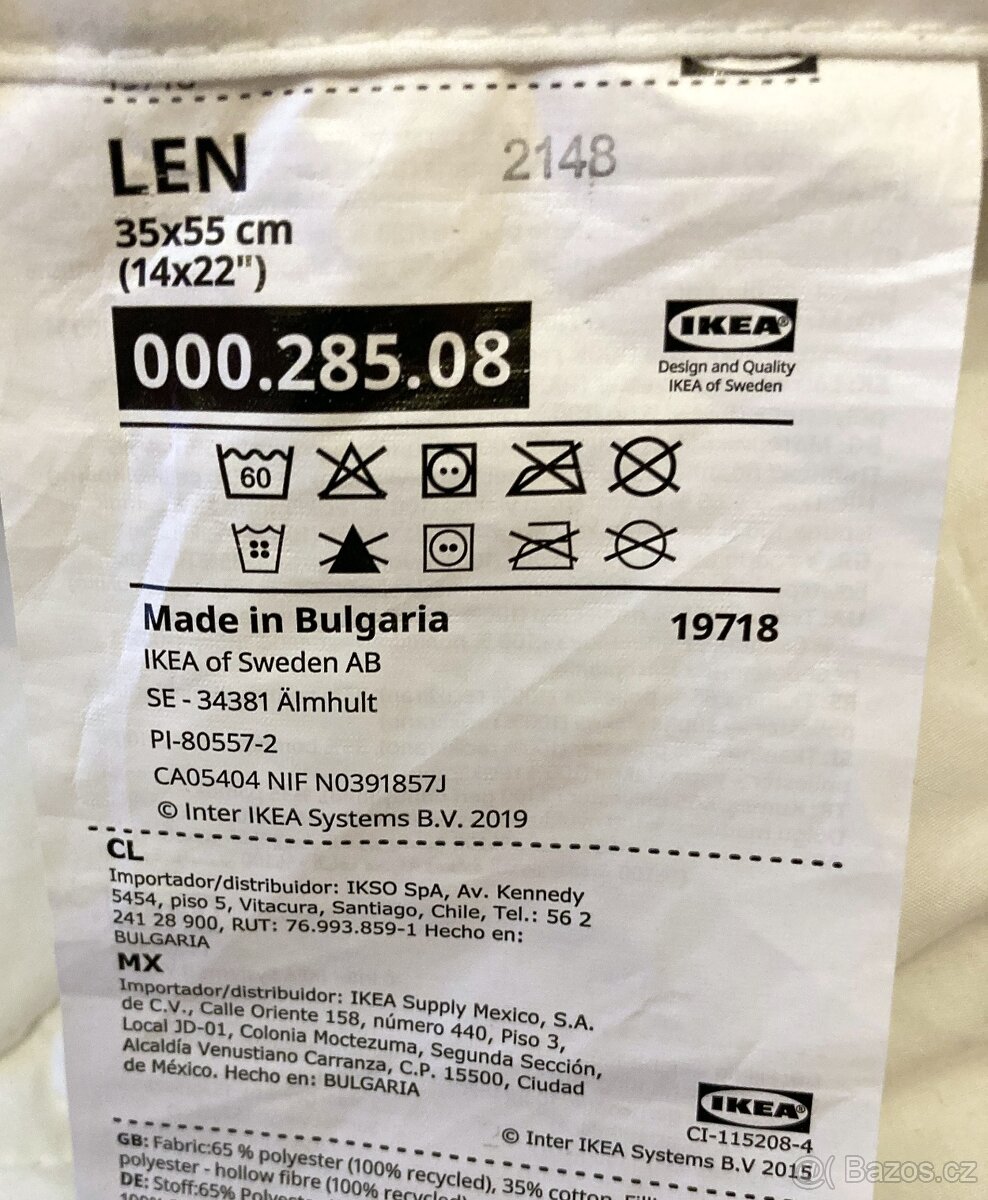 LEN
2148
35x55 cm
(14x22")
000.285.08
IKEA®
Design and Quality
IKEA of Sweden
60
Made in Bulgaria
19718
IKEA of Sweden AB
SE - 34381 Älmhult
PI-80557-2
CA05404 NIF N0391857J
© Inter IKEA Systems B.V. 2019
CL
Importador/distribuidor: IKSO SpA, Av. Kennedy
5454, piso 5, Vitacura, Santiago, Chile, Tel.: 56 2
241 28 900, RUT: 76.993.859-1 Hecho en:
BULGARIA
MX
Importador/distribuidor: IKEA Supply Mexico, S.A.
de C.V., Calle Oriente 158, número 440, Piso 3,
Local JD-01, Colonia Moctezuma, Segunda Sección,
Alcaldía Venustiano Carranza, C.P. 15500, Ciudad
de México. Hecho en: BULGARIA
IKEA®
CI-115208-4
© Inter IKEA Systems B.V 2015
GB: Fabric:65 % polyester (100% recycled), 35% cotton,
polyester - hollow fibre (100% recycled)
DE: Stoff:65%
Bazos.cz